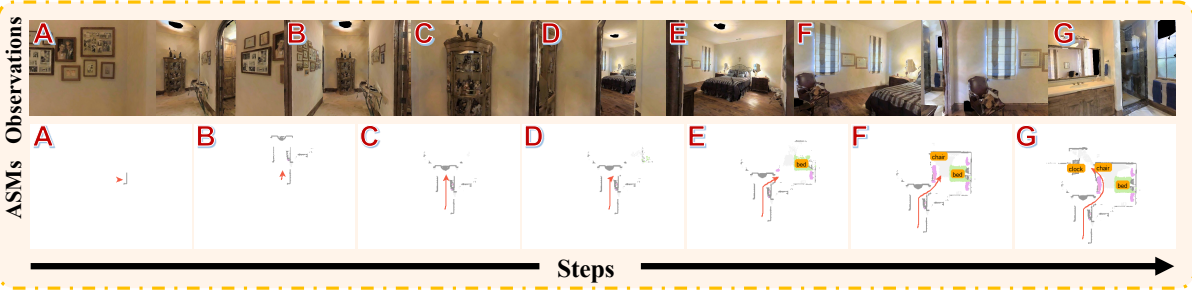 Observations
A B C D E F G
ASMs
A B C D E F G
bed
chair
bed
clock
chair
bed
Steps